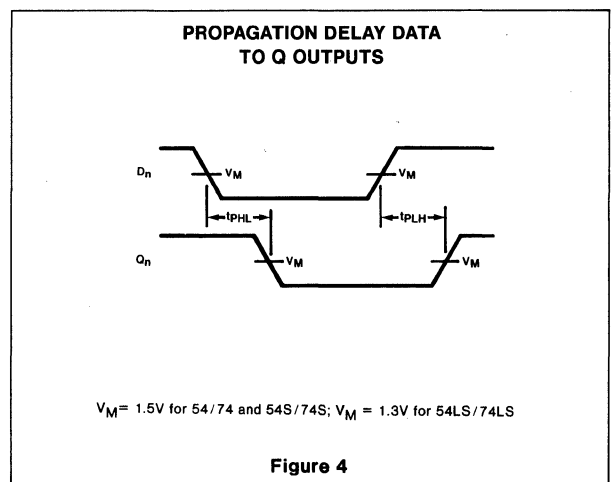 PROPAGATION DELAY DATA
TO Q OUTPUTS
Dn
VM
VM
tPHL
tPLH
Qn
VM
VM
VM= 1.5V for 54/74 and 54S/74S; VM = 1.3V for 54LS/74LS
Figure 4